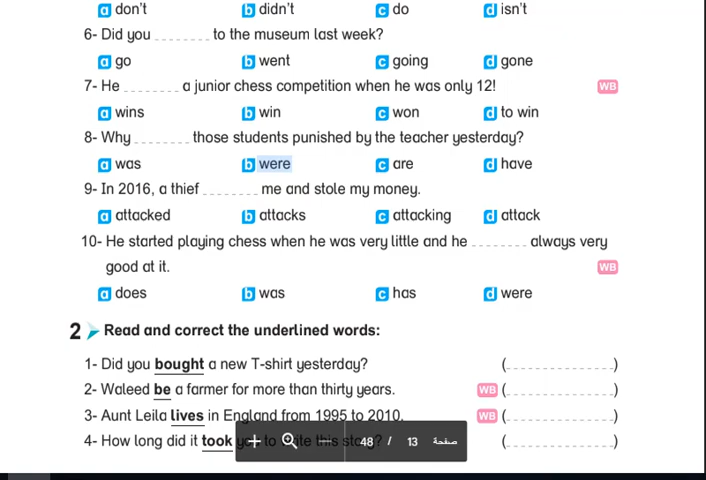 a don't b didn't c do d isn't
6- Did you ________ to the museum last week?
a go b went c going d gone
7- He ________ a junior chess competition when he was only 12! WB
a wins b win c won d to win
8- Why ________ those students punished by the teacher yesterday?
a was b were c are d have
9- In 2016, a thief ________ me and stole my money.
a attacked b attacks c attacking d attack
10- He started playing chess when he was very little and he ________ always very
good at it. WB
a does b was c has d were
2 Read and correct the underlined words:
1- Did you bought a new T-shirt yesterday? (______________)
2- Waleed be a farmer for more than thirty years. WB (______________)
3- Aunt Leila lives in England from 1995 to 2010. WB (______________)
4- How long did it took to this (______________)
48 / 13 صفحة